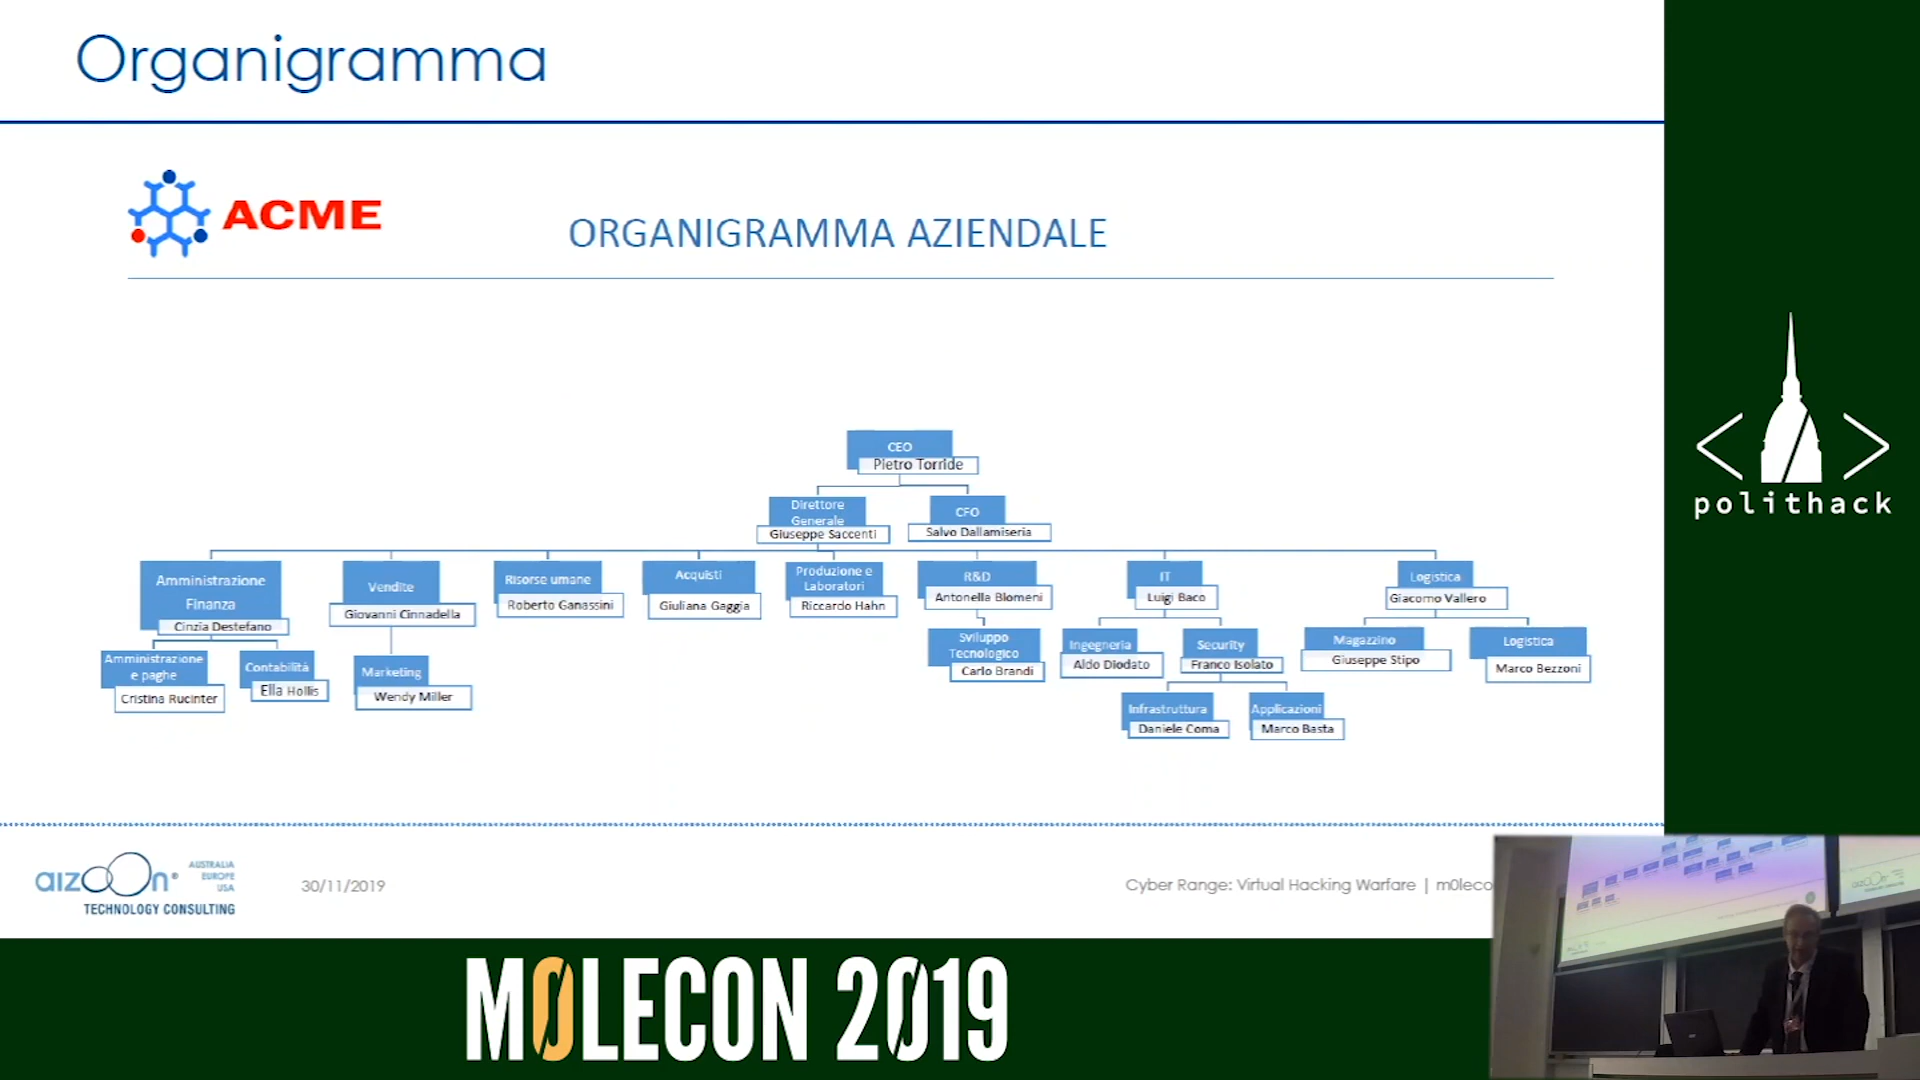 Organigramma
ACME
ORGANIGRAMMA AZIENDALE
CEO
Pietro Torride
Direttore
Generale
Giuseppe Saccenti
CFO
Salvo Dallamiseria
Amministrazione
Finanza
Cinzia Destefano
Vendite
Giovanni Cinnadella
Risorse umane
Roberto Ganassini
Acquisti
Giuliana Gaggia
Produzione e
Laboratori
Riccardo Hahn
R&D
Antonella Blomeni
IT
Luigi Baco
Logistica
Giacomo Vallero
Amministrazione
e paghe
Cristina Rucinter
Contabilità
Ella Hollis
Marketing
Wendy Miller
Sviluppo
Tecnologico
Carlo Brandi
Ingegneria
Aldo Diodato
Security
Franco Isolato
Magazzino
Giuseppe Stipo
Logistica
Marco Bezzoni
Infrastruttura
Daniele Coma
Applicazioni
Marco Basta
polithack
aizoOn®
AUSTRALIA
EUROPE
USA
TECHNOLOGY CONSULTING
30/11/2019
Cyber Range: Virtual Hacking Warfare | m0leco
M0LECON 2019